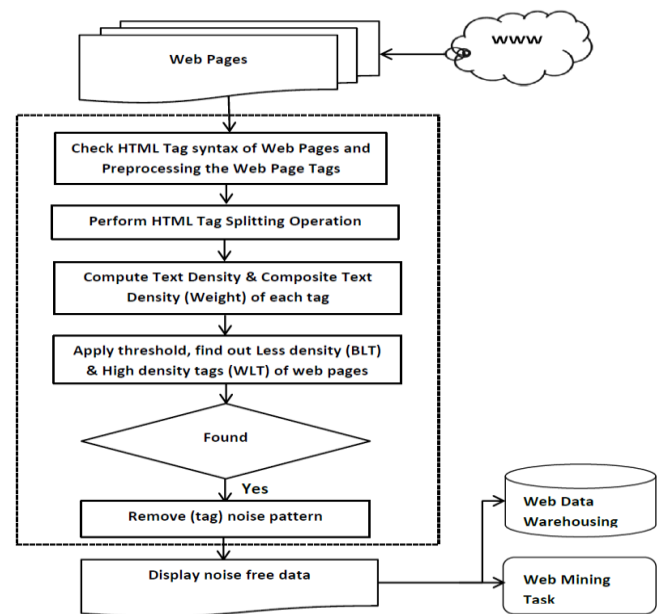 www
Web Pages
Check HTML Tag syntax of Web Pages and
Preprocessing the Web Page Tags
Perform HTML Tag Splitting Operation
Compute Text Density & Composite Text
Density (Weight) of each tag
Apply threshold, find out Less density (BLT)
& High density tags (WLT) of web pages
Found
Yes
Remove (tag) noise pattern
Web Data
Warehousing
Display noise free data
Web Mining
Task